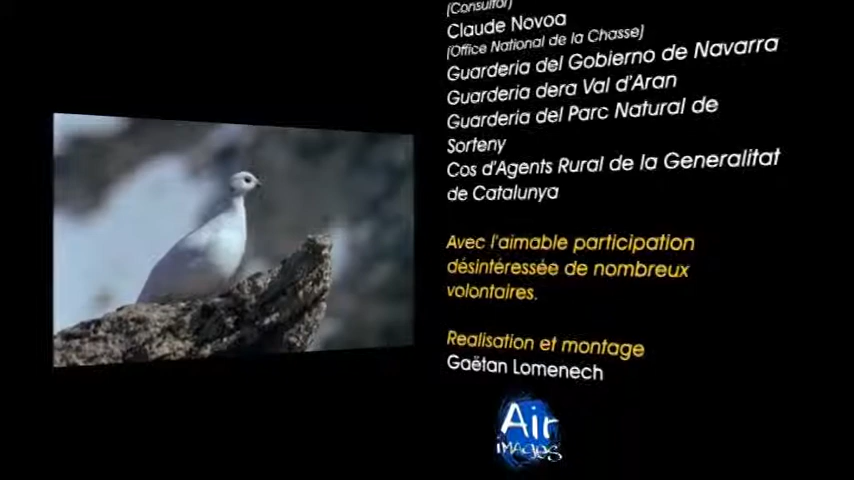 (Consultor)
Claude Novoa
(Office National de la Chasse)
Guarderia del Gobierno de Navarra
Guarderia dera Val d'Aran
Guarderia del Parc Natural de
Sorteny
Cos d'Agents Rural de la Generalitat
de Catalunya
Avec l'aimable participation
désintéressée de nombreux
volontaires.
Realisation et montage
Gaëtan Lomenech
Air
IMAges